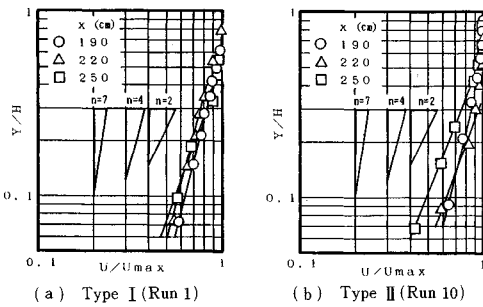 1
x (cm)
○ 190
△ 220
□ 250
n=7 n=4 n=2
Y/H
0.1
0.1 U/Umax 1
(a) Type I (Run 1)
1
x (cm)
○ 190
△ 220
□ 250
n=7 n=4 n=2
Y/H
0.1
0.1 U/Umax 1
(b) Type II (Run 10)